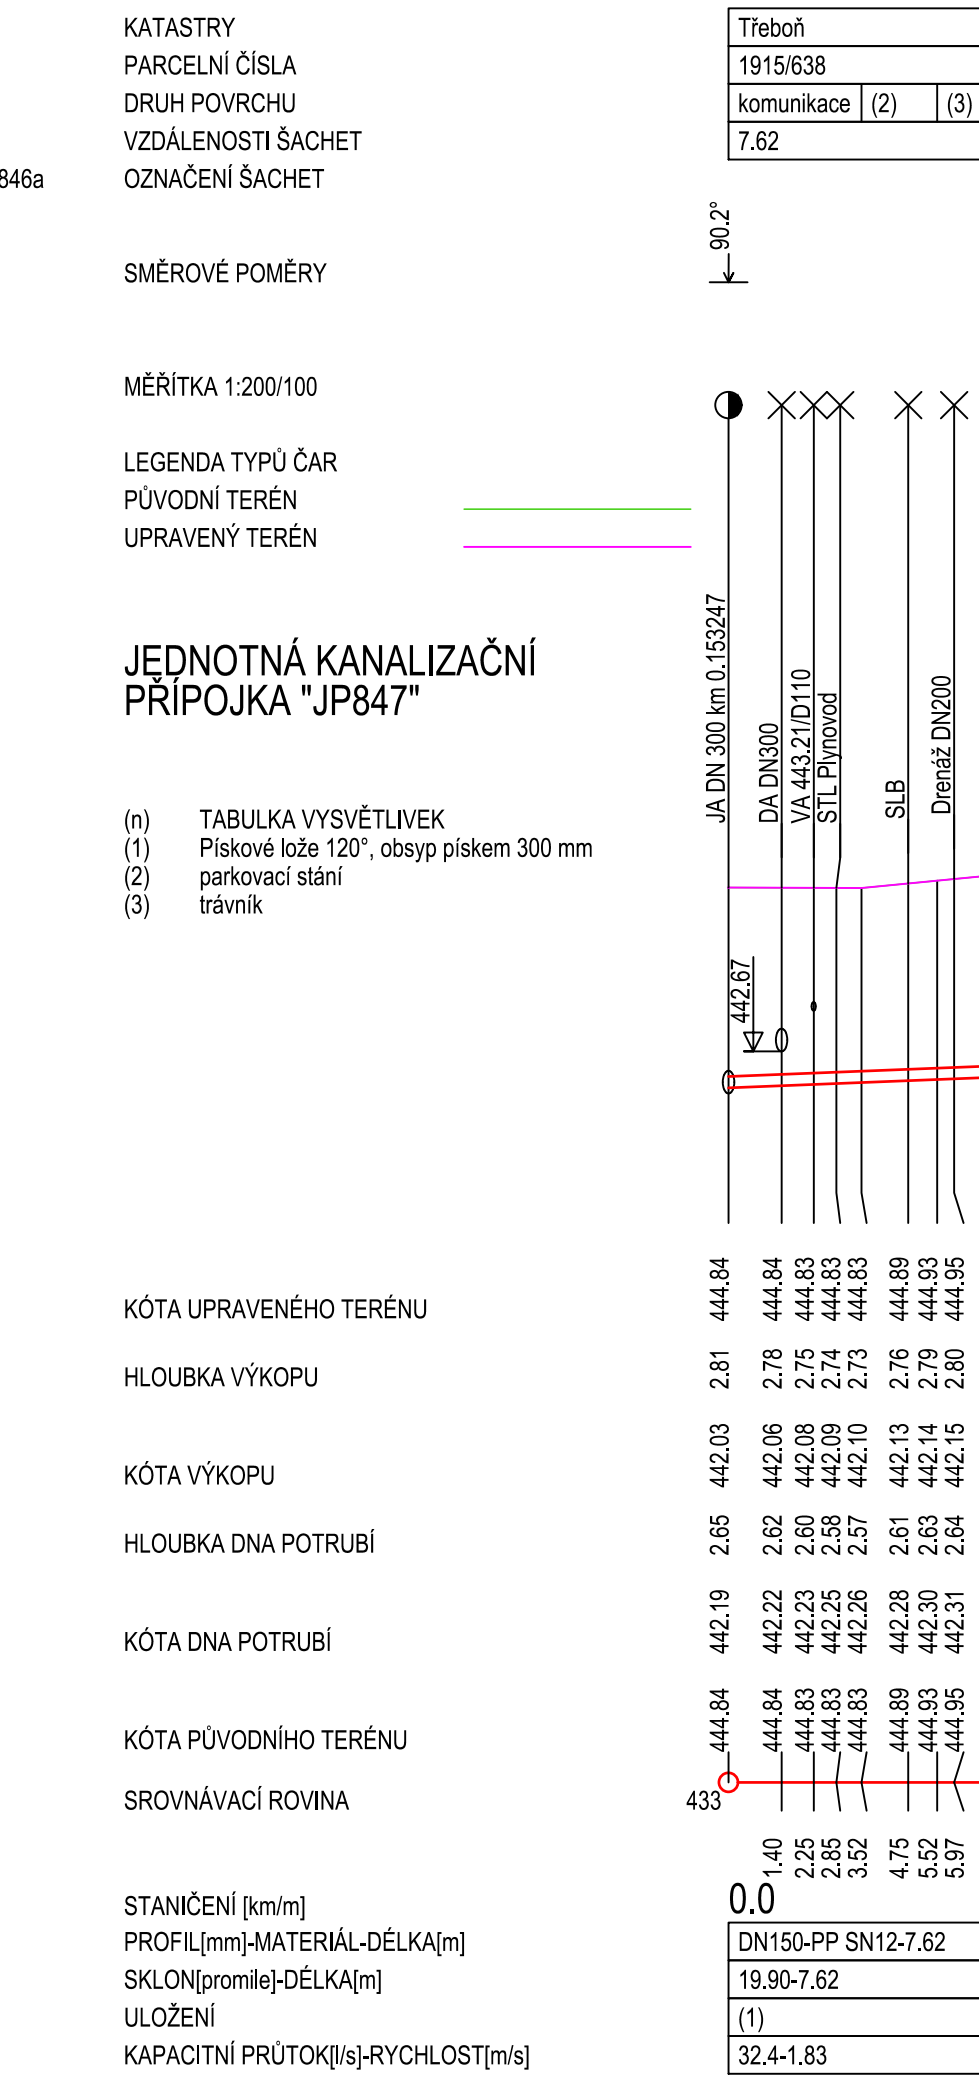 KATASTRY Třeboň
PARCELNÍ ČÍSLA 1915/638
DRUH POVRCHU komunikace (2) (3)
VZDÁLENOSTI ŠACHET 7.62
846a OZNAČENÍ ŠACHET
90.2°
SMĚROVÉ POMĚRY
MĚŘÍTKA 1:200/100
LEGENDA TYPŮ ČAR
PŮVODNÍ TERÉN
UPRAVENÝ TERÉN
JEDNOTNÁ KANALIZAČNÍ
PŘÍPOJKA "JP847"
JA DN 300 km 0.153247
DA DN300
VA 443.21/D110
STL Plynovod
SLB
Drenáž DN200
(n) TABULKA VYSVĚTLIVEK
(1) Pískové lože 120°, obsyp pískem 300 mm
(2) parkovací stání
(3) trávník
442.67
KÓTA UPRAVENÉHO TERÉNU 444.84 444.84 444.83 444.83 444.83 444.89 444.93 444.95
HLOUBKA VÝKOPU 2.81 2.78 2.75 2.74 2.73 2.76 2.79 2.80
KÓTA VÝKOPU 442.03 442.06 442.08 442.09 442.10 442.13 442.14 442.15
HLOUBKA DNA POTRUBÍ 2.65 2.62 2.60 2.58 2.57 2.61 2.63 2.64
KÓTA DNA POTRUBÍ 442.19 442.22 442.23 442.25 442.26 442.28 442.30 442.31
KÓTA PŮVODNÍHO TERÉNU 444.84 444.84 444.83 444.83 444.83 444.89 444.93 444.95
SROVNÁVACÍ ROVINA 433
1.40 2.25 2.85 3.52 4.75 5.52 5.97
STANIČENÍ [km/m] 0.0
PROFIL[mm]-MATERIÁL-DÉLKA[m] DN150-PP SN12-7.62
SKLON[promile]-DÉLKA[m] 19.90-7.62
ULOŽENÍ (1)
KAPACITNÍ PRŮTOK[l/s]-RYCHLOST[m/s] 32.4-1.83